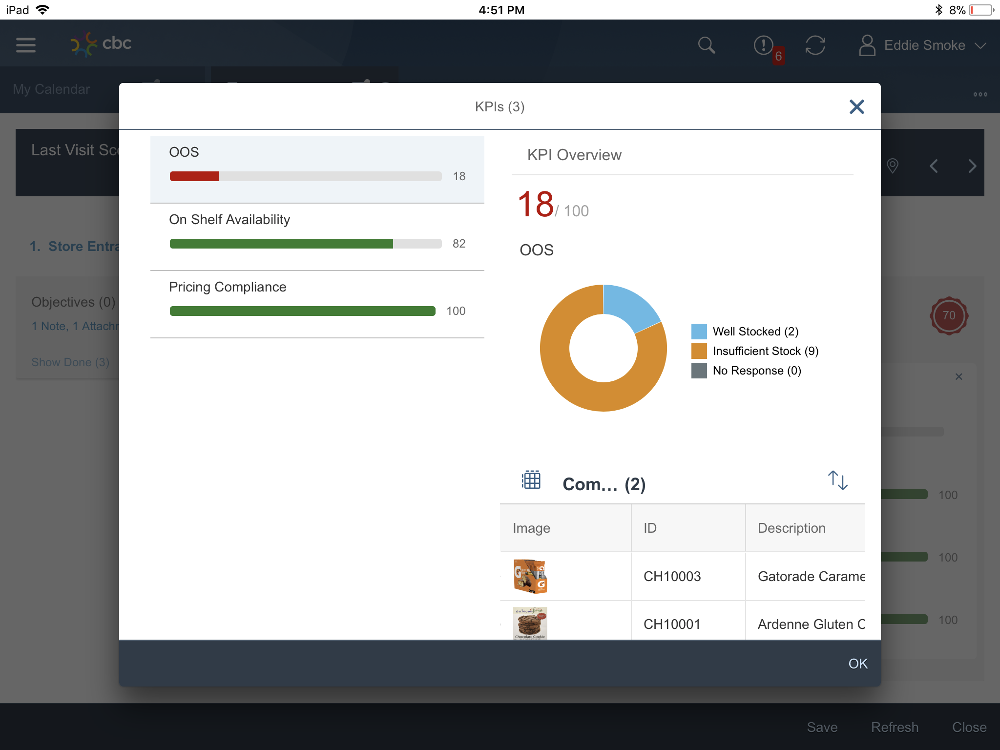 iPad
4:51 PM
8%
cbc
6
Eddie Smoke
My Calendar
KPIs (3)
Last Visit Sc
OOS
18
On Shelf Availability
82
Pricing Compliance
100
KPI Overview
18/ 100
OOS
Well Stocked (2)
Insufficient Stock (9)
No Response (0)
Com... (2)
Image
ID
Description
CH10003
Gatorade Carame
CH10001
Ardenne Gluten C
Chocolate Cookie
OK
1. Store Entra
Objectives (0)
1 Note, 1 Attach
Show Done (3)
70
100
100
100
Save
Refresh
Close